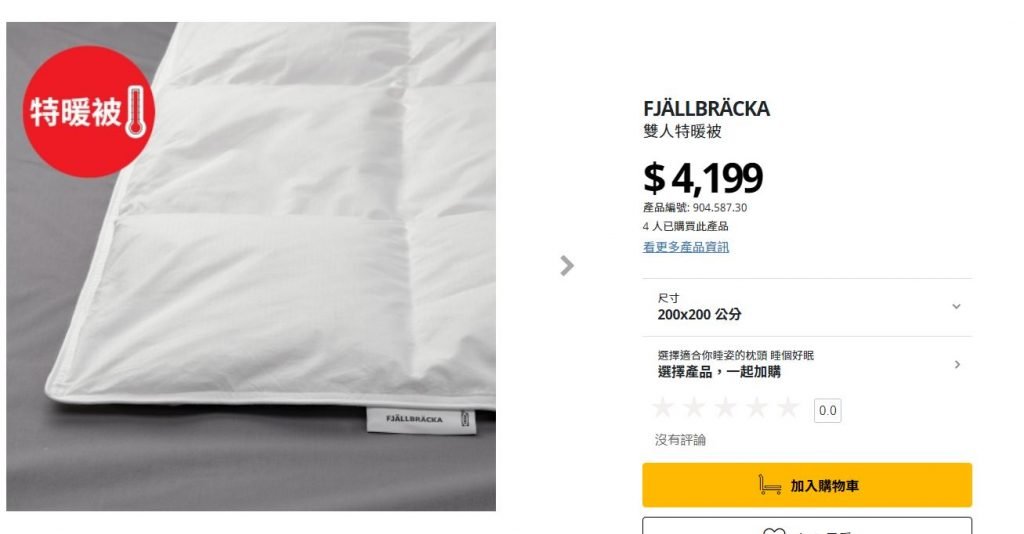 特暖被
FJÄLLBRÄCKA
FJÄLLBRÄCKA
雙人特暖被
$ 4,199
產品編號: 904.587.30
4 人已購買此產品
看更多產品資訊
尺寸
200x200 公分
選擇適合你睡姿的枕頭 睡個好眠
選擇產品，一起加購
0.0
沒有評論
加入購物車